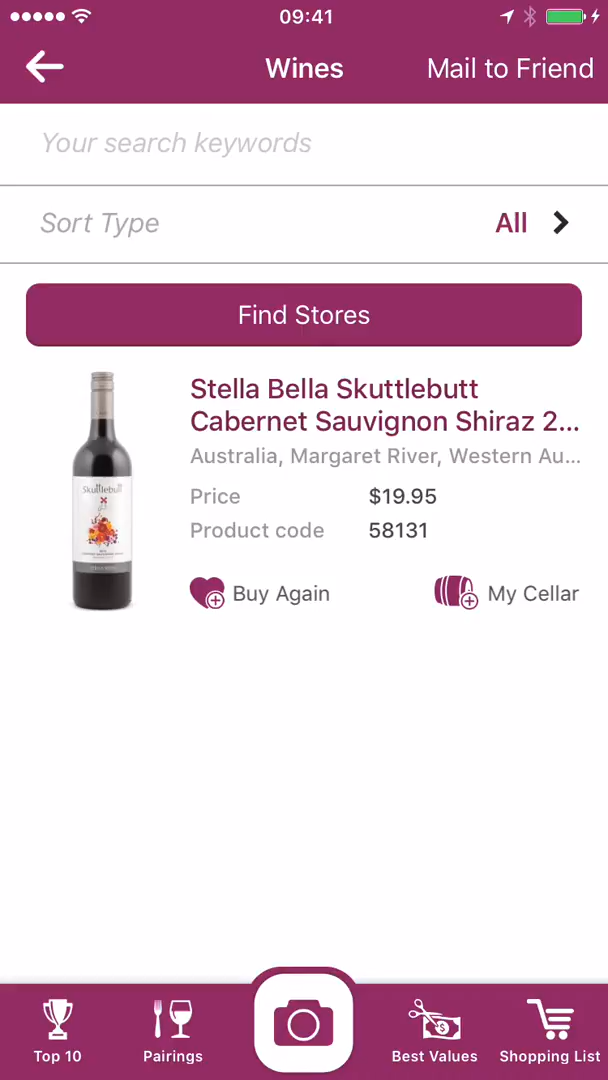 09:41
Wines
Mail to Friend
Your search keywords
Sort Type
All
Find Stores
Skuttlebutt
Stella Bella Skuttlebutt
Cabernet Sauvignon Shiraz 2...
Australia, Margaret River, Western Au...
Price
$19.95
Product code
58131
Buy Again
My Cellar
Top 10
Pairings
Best Values
Shopping List